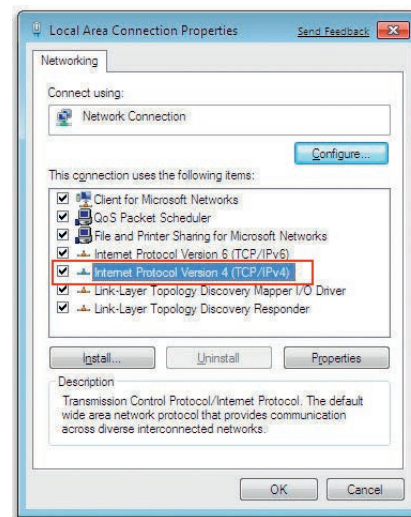 Local Area Connection Properties Send Feedback
Networking
Connect using:
Network Connection
Configure...
This connection uses the following items:
Client for Microsoft Networks
QoS Packet Scheduler
File and Printer Sharing for Microsoft Networks
Internet Protocol Version 6 (TCP/IPv6)
Internet Protocol Version 4 (TCP/IPv4)
Link-Layer Topology Discovery Mapper I/O Driver
Link-Layer Topology Discovery Responder
Install... Uninstall Properties
Description
Transmission Control Protocol/Internet Protocol. The default
wide area network protocol that provides communication
across diverse interconnected networks.
OK Cancel